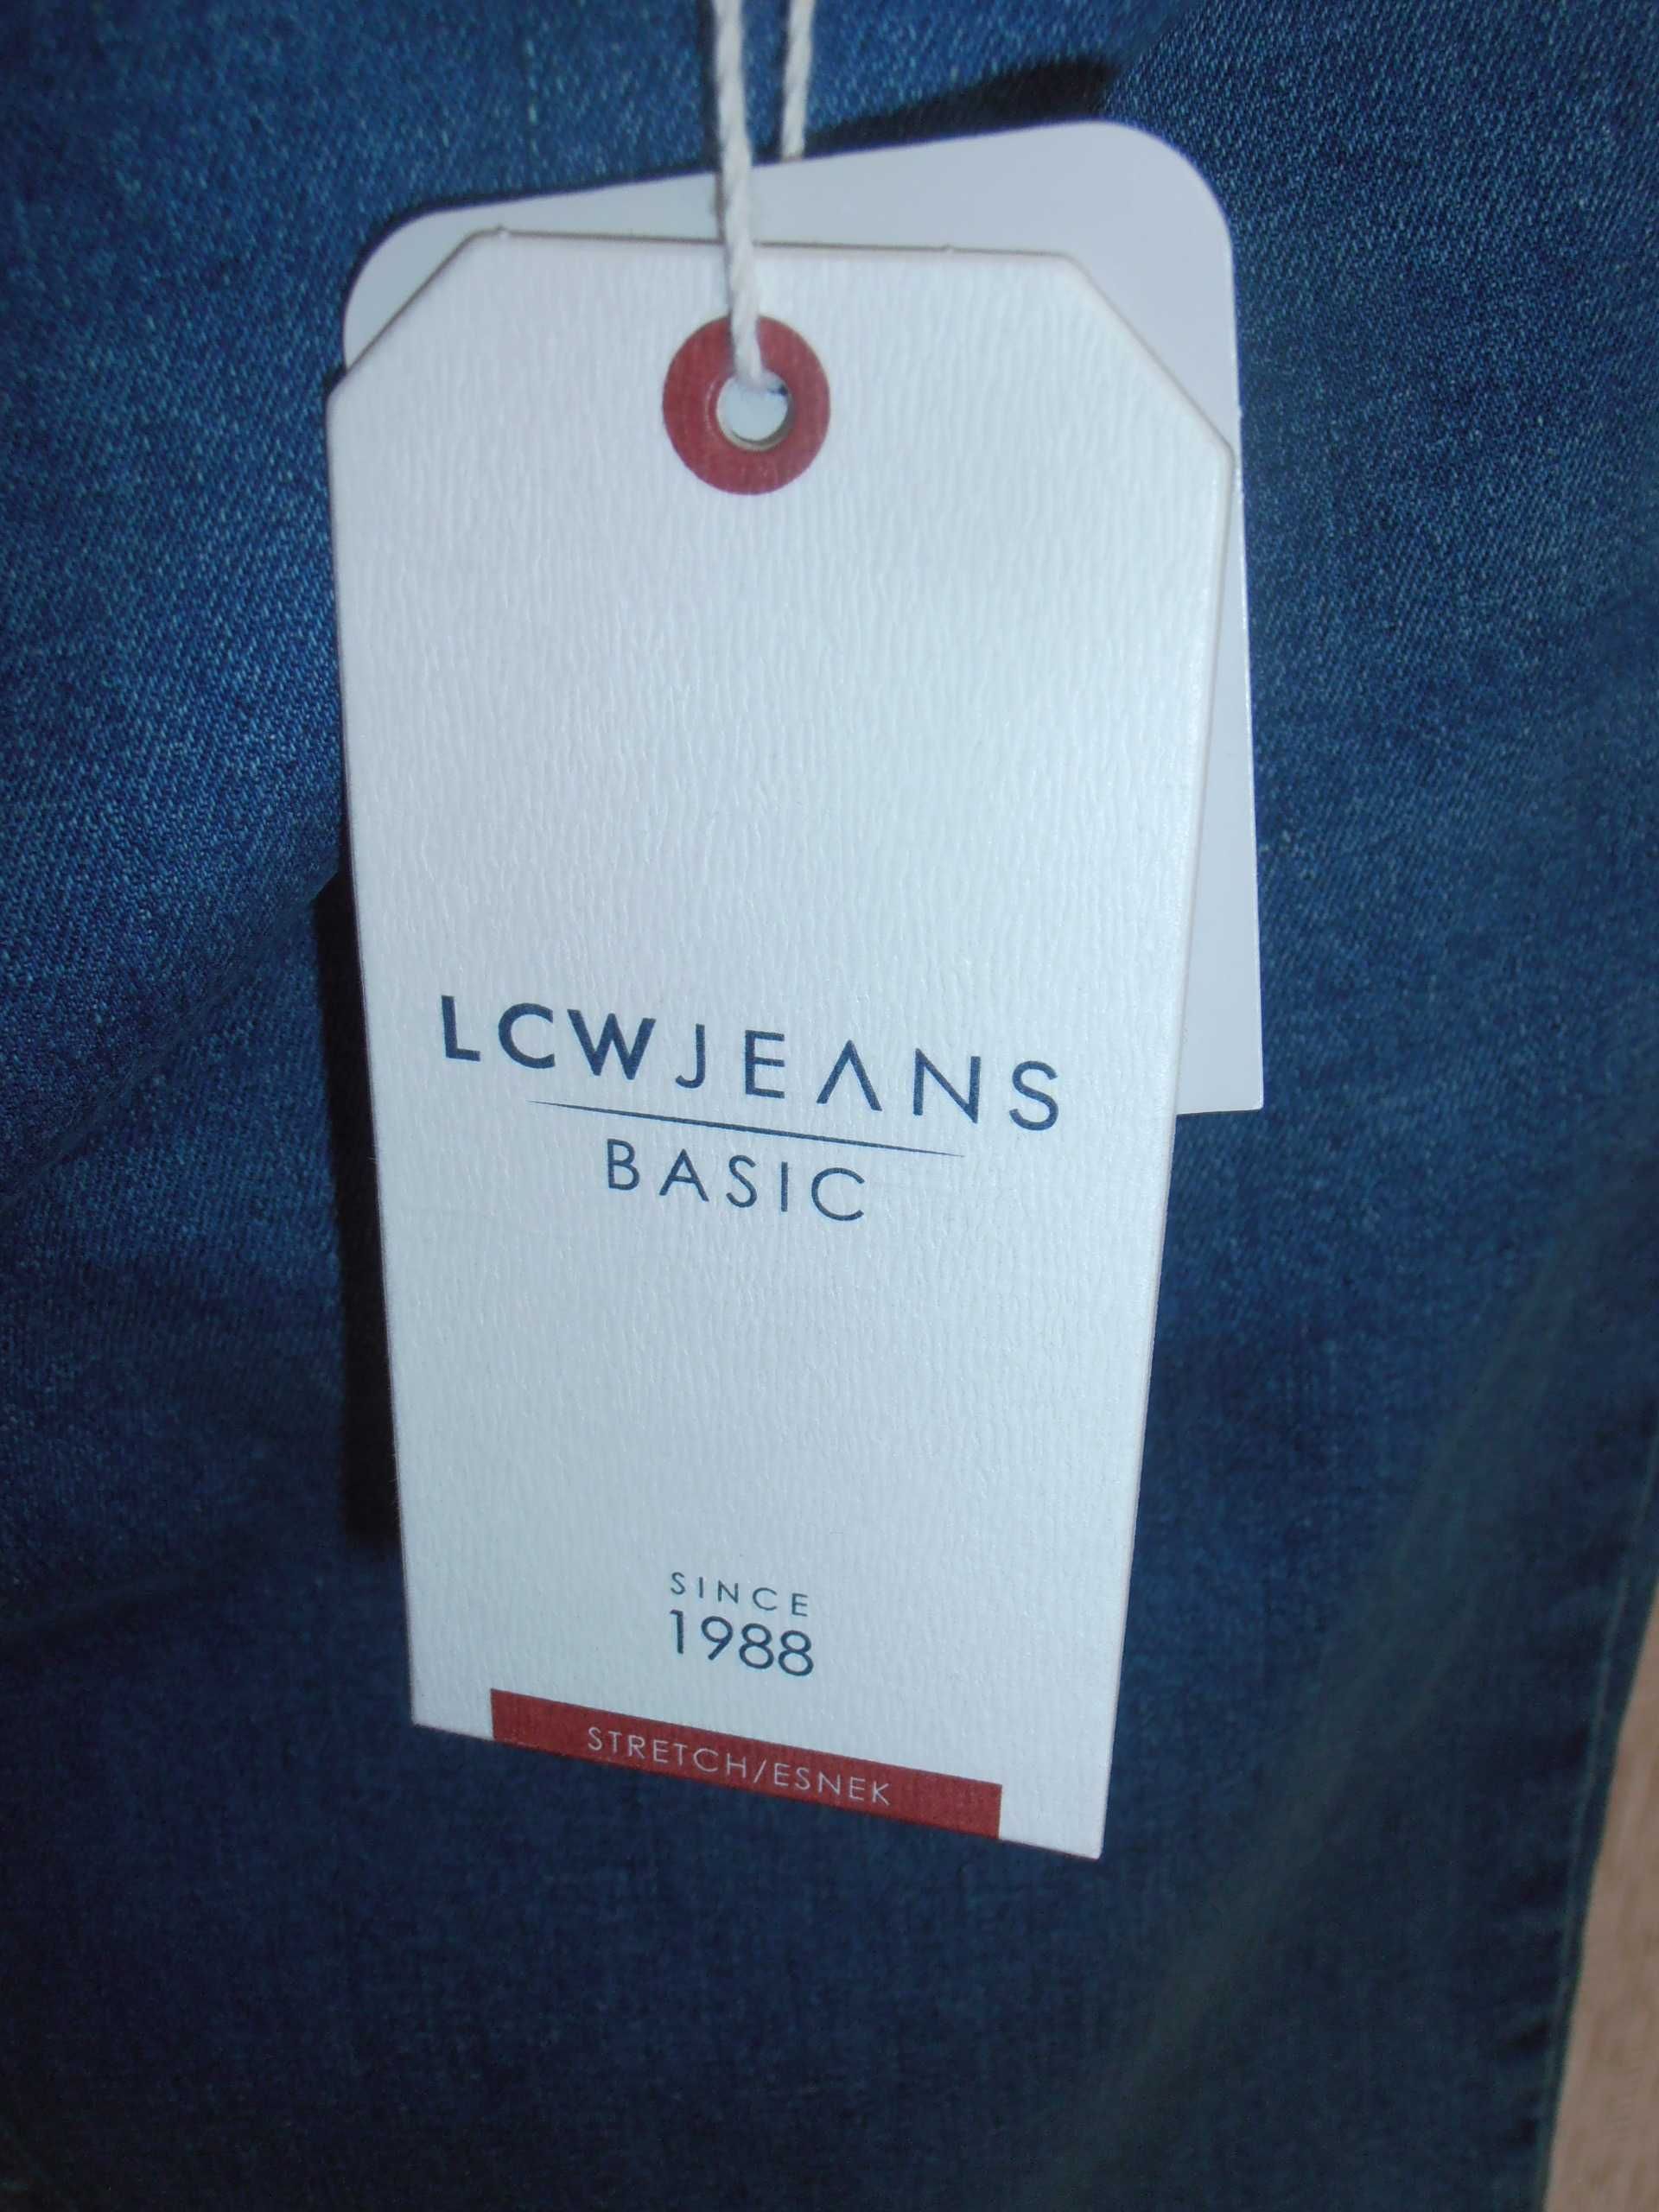 LCWJEANS
BASIC
SINCE
1988
STRETCH/ESNEK